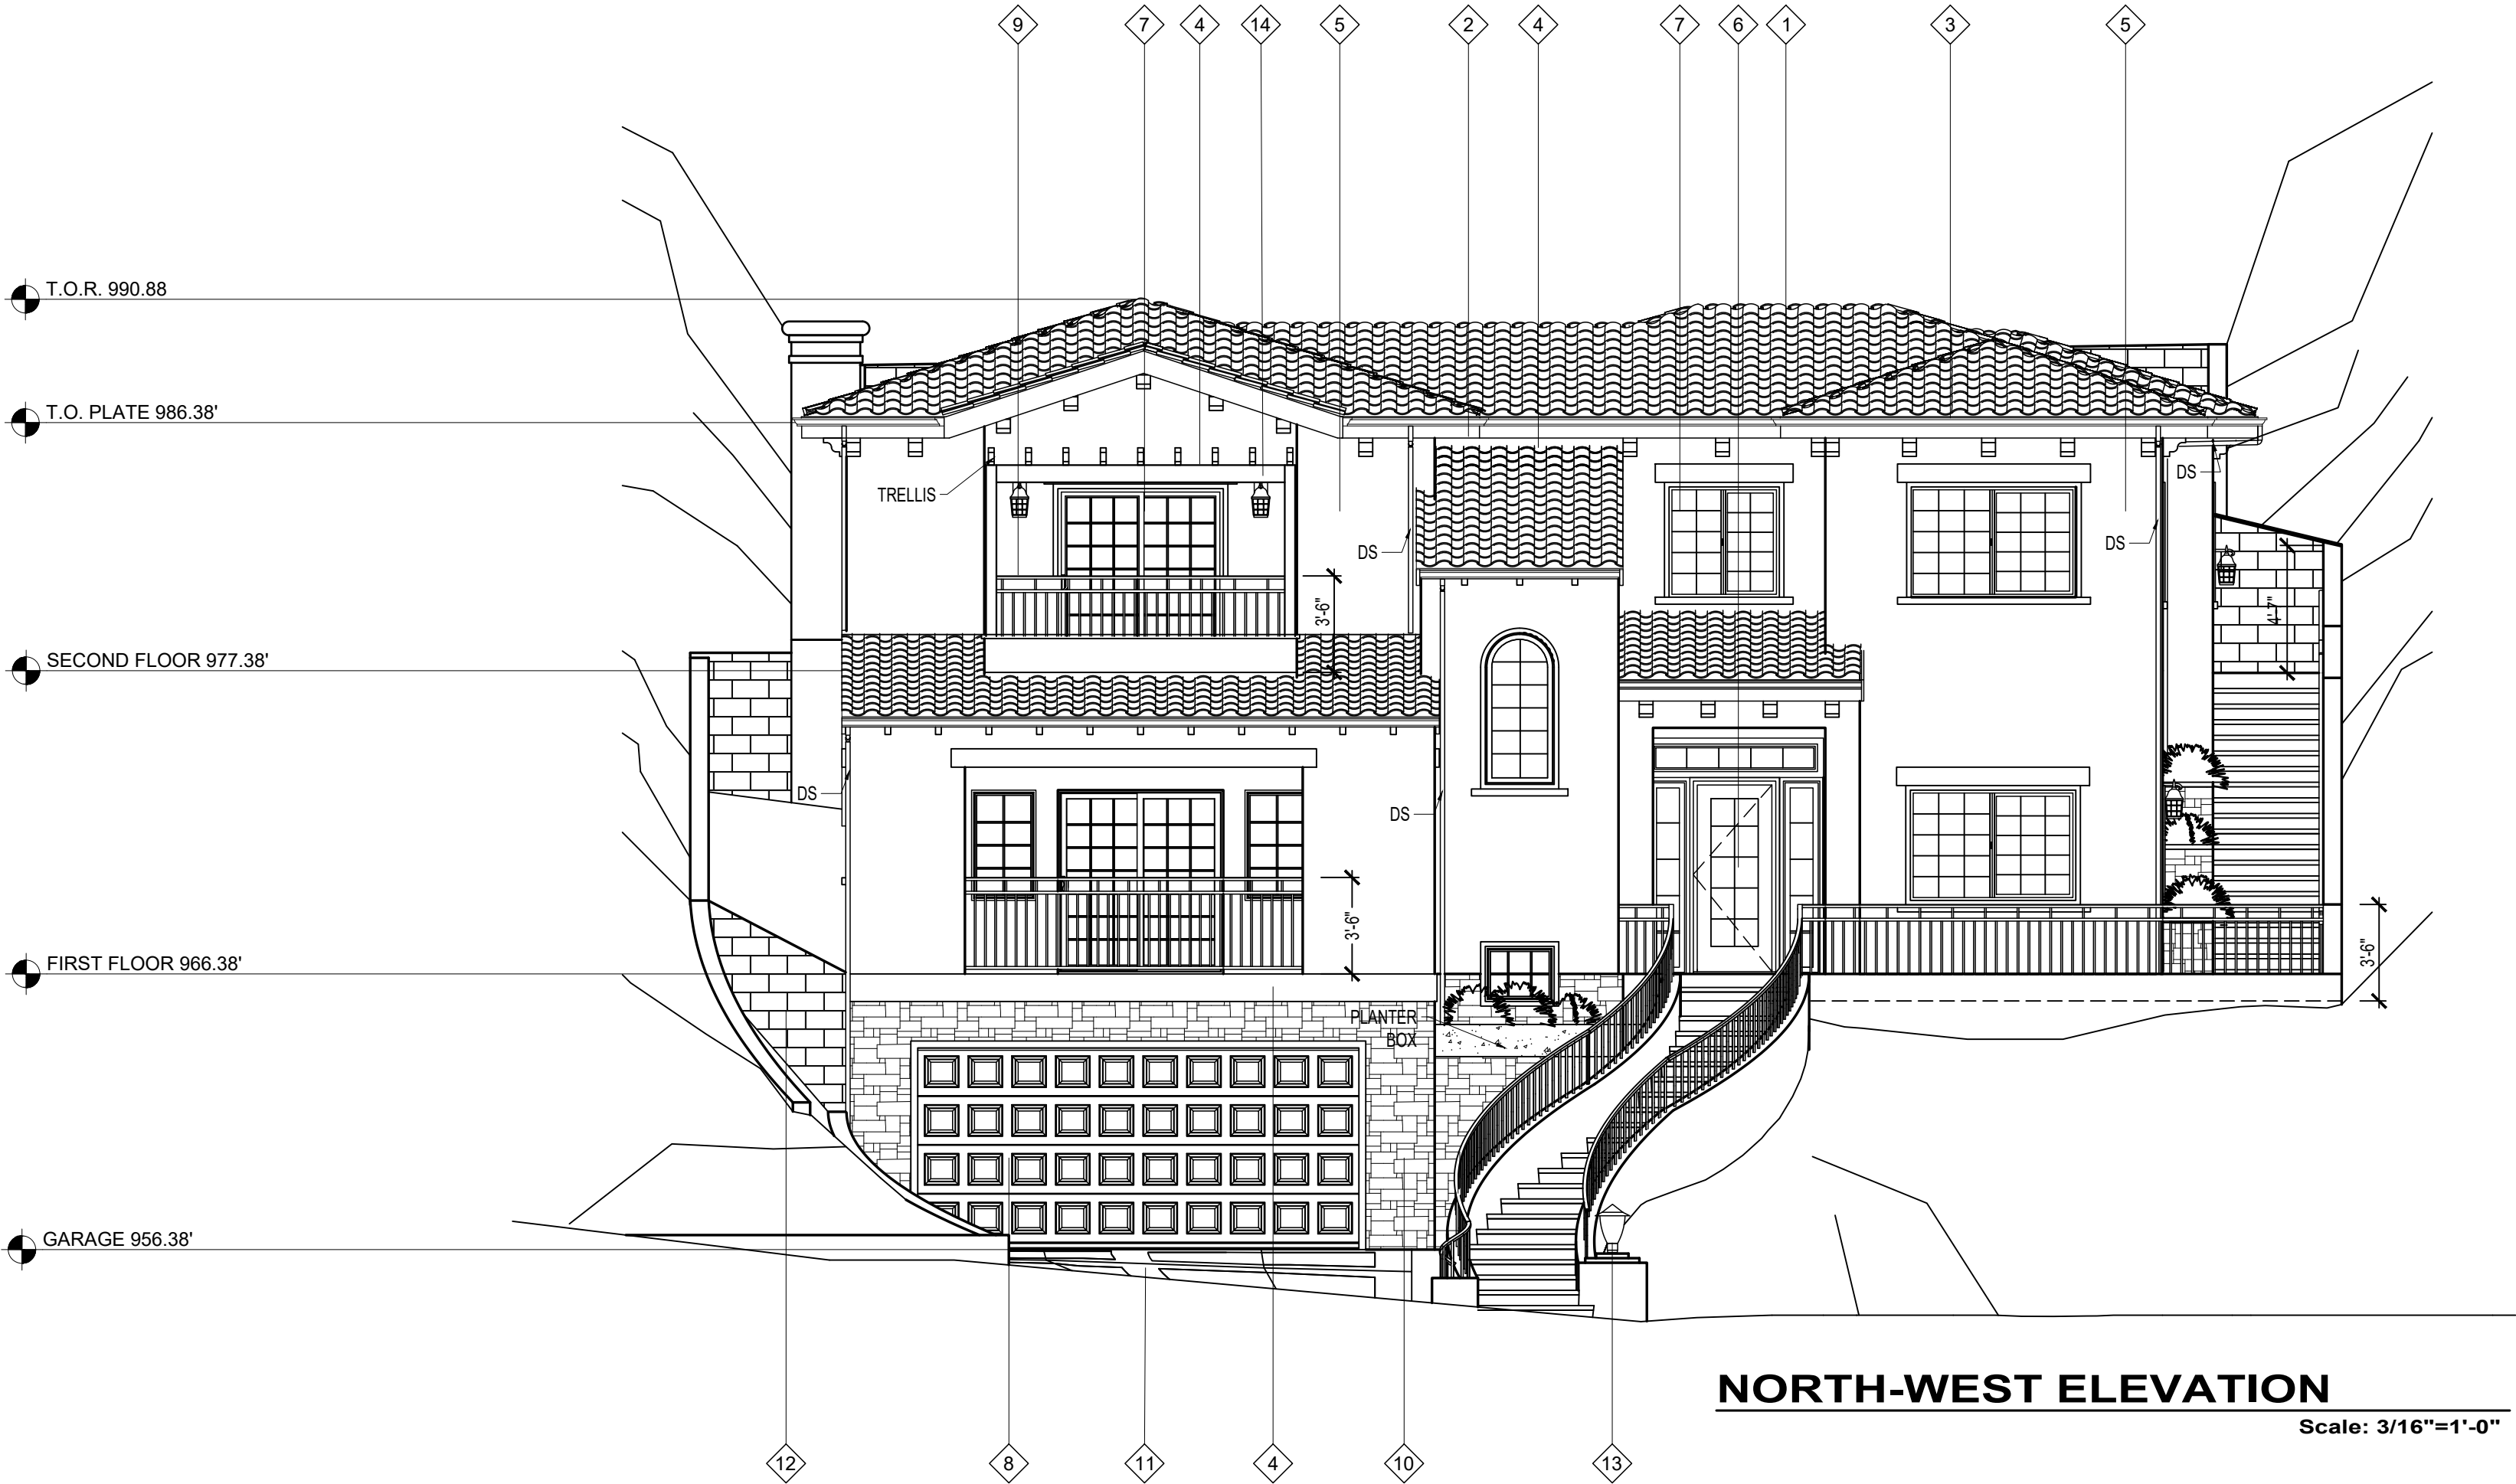 9 7 4 14 5 2 4 7 6 1 3 5
T.O.R. 990.88
T.O. PLATE 986.38'
TRELLIS
DS
DS
DS
3'-6"
4'-7"
SECOND FLOOR 977.38'
DS
DS
3'-6"
3'-6"
FIRST FLOOR 966.38'
PLANTER
BOX
GARAGE 956.38'
NORTH-WEST ELEVATION
Scale: 3/16"=1'-0"
12 8 11 4 10 13